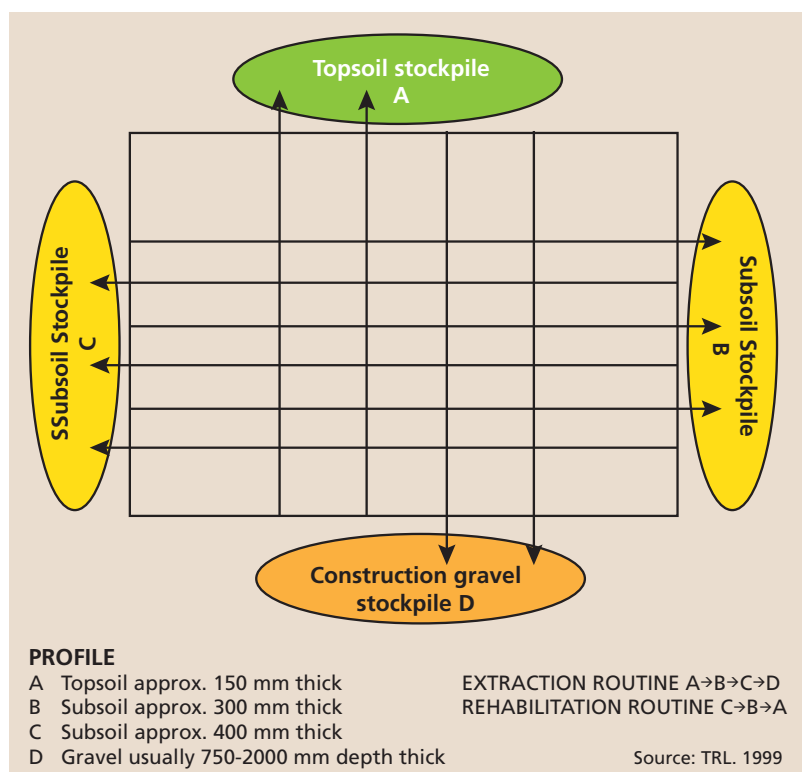 Topsoil stockpile
A
SSubsoil Stockpile
C
Subsoil Stockpile
B
Construction gravel
stockpile D
PROFILE
A Topsoil approx. 150 mm thick
B Subsoil approx. 300 mm thick
C Subsoil approx. 400 mm thick
D Gravel usually 750-2000 mm depth thick
EXTRACTION ROUTINE A→B→C→D
REHABILITATION ROUTINE C→B→A
Source: TRL. 1999